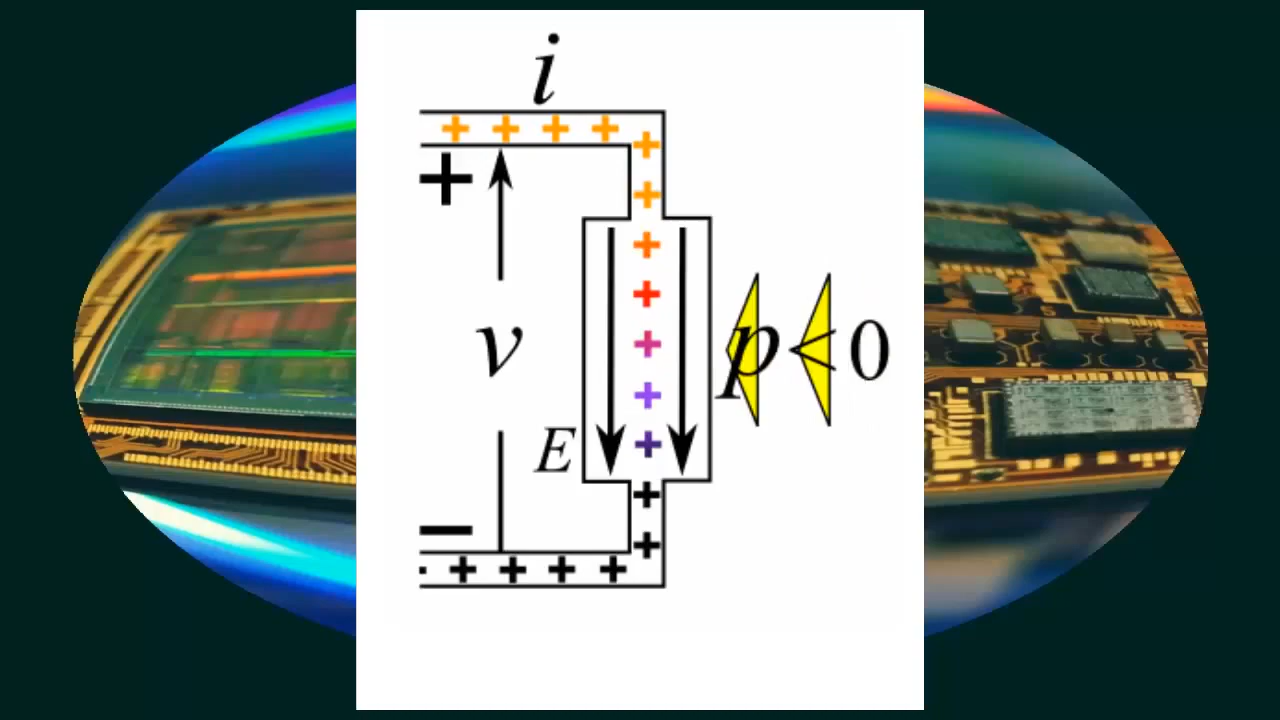 i
+ + + + +
+
+
+
+
v
+
p < 0
+
+
E
+
+
−
+
+ + + +